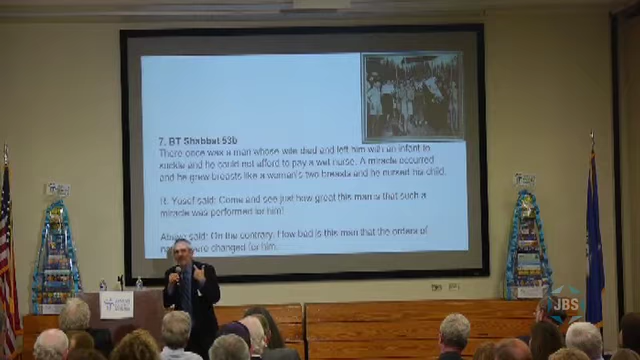 7. BT Shabbat 53b
There once was a man whose wife died and left him with an infant to
suckle and he could not afford to pay a wet nurse. A miracle occurred
and he grew breasts like a woman's two breasts and he nursed his child.
R. Yosef said: Come and see just how great this man is that such a
miracle was performed for him!
Abaye said: On the contrary: How bad is this man that the orders of
were changed for him.
JBS